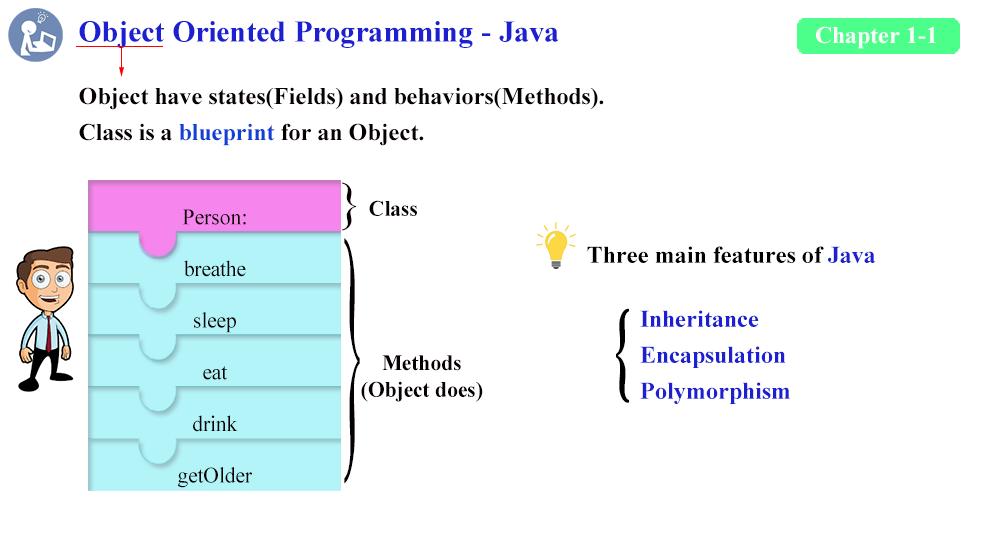 Object Oriented Programming - Java
Chapter 1-1
Object have states(Fields) and behaviors(Methods).
Class is a blueprint for an Object.
Person:
Class
breathe
sleep
eat
drink
getOlder
Methods
(Object does)
Three main features of Java
Inheritance
Encapsulation
Polymorphism